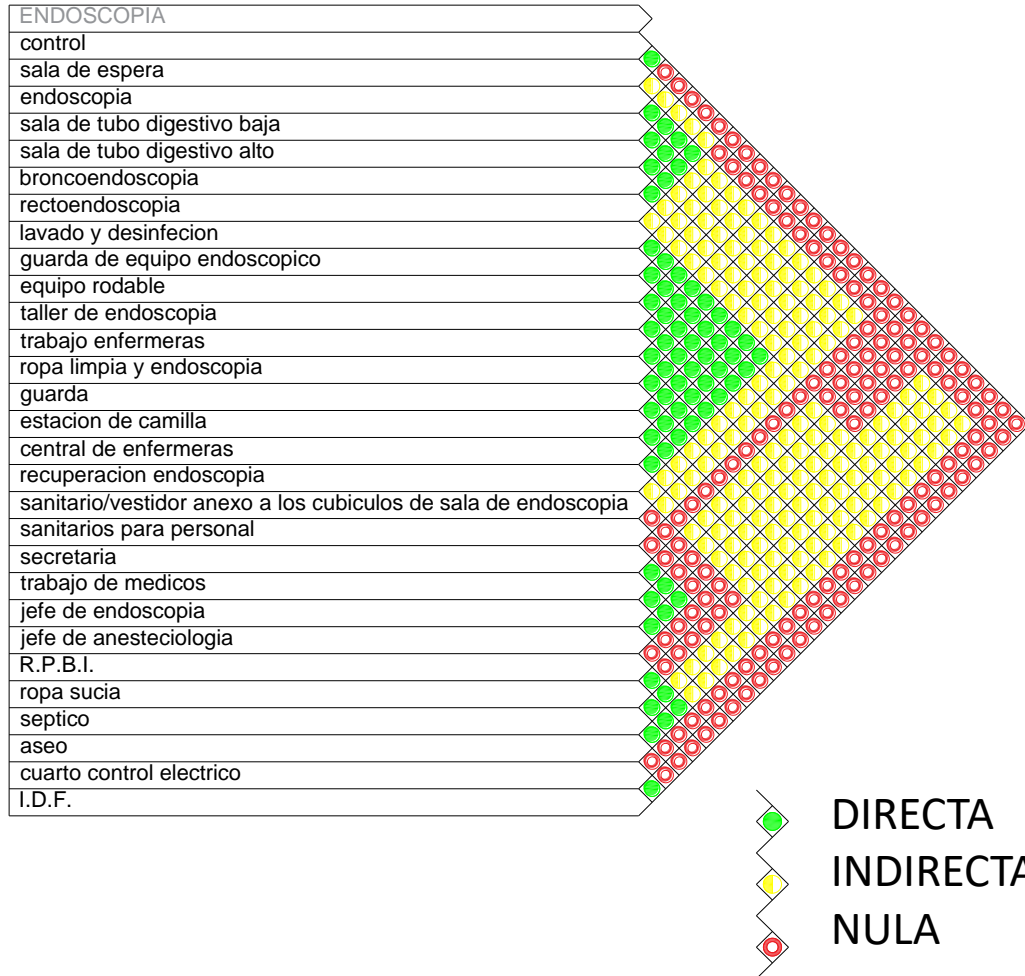 ENDOSCOPIA
control
sala de espera
endoscopia
sala de tubo digestivo baja
sala de tubo digestivo alto
broncoendoscopia
rectoendoscopia
lavado y desinfecion
guarda de equipo endoscopico
equipo rodable
taller de endoscopia
trabajo enfermeras
ropa limpia y endoscopia
guarda
estacion de camilla
central de enfermeras
recuperacion endoscopia
sanitario/vestidor anexo a los cubiculos de sala de endoscopia
sanitarios para personal
secretaria
trabajo de medicos
jefe de endoscopia
jefe de anesteciologia
R.P.B.I.
ropa sucia
septico
aseo
cuarto control electrico
I.D.F.
DIRECTA
INDIRECTA
NULA